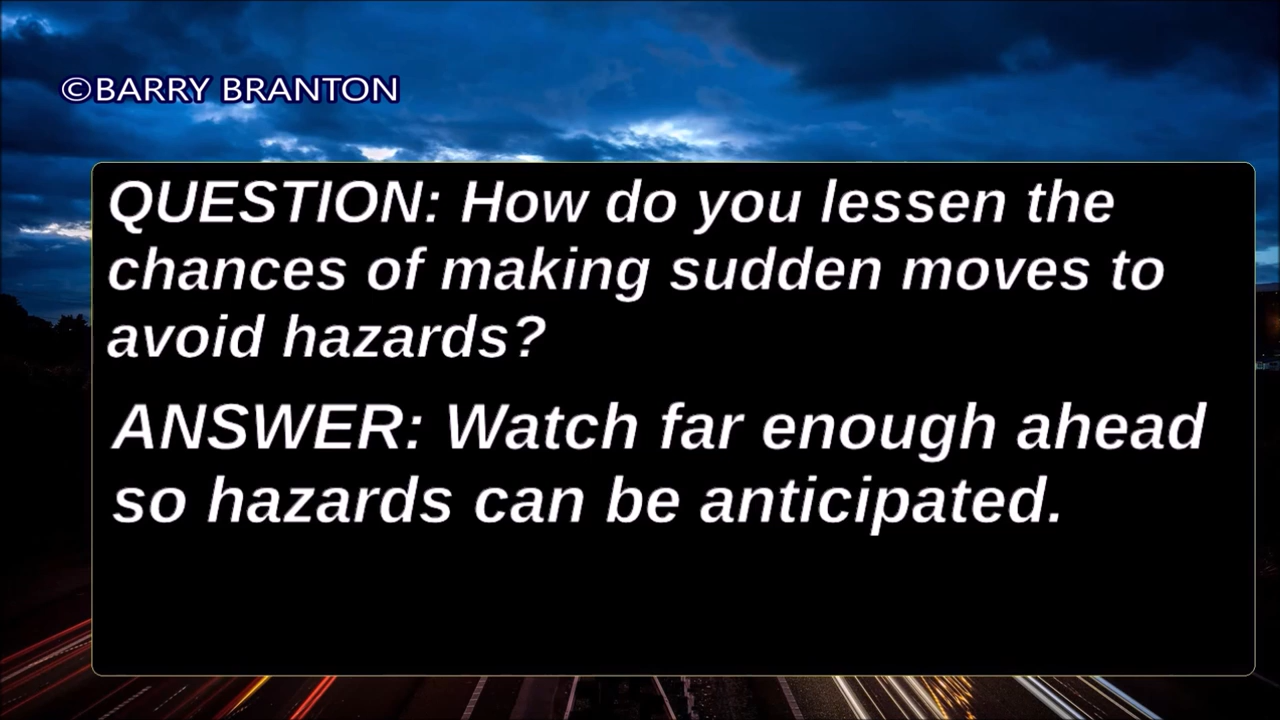 ©BARRY BRANTON
QUESTION: How do you lessen the
chances of making sudden moves to
avoid hazards?
ANSWER: Watch far enough ahead
so hazards can be anticipated.